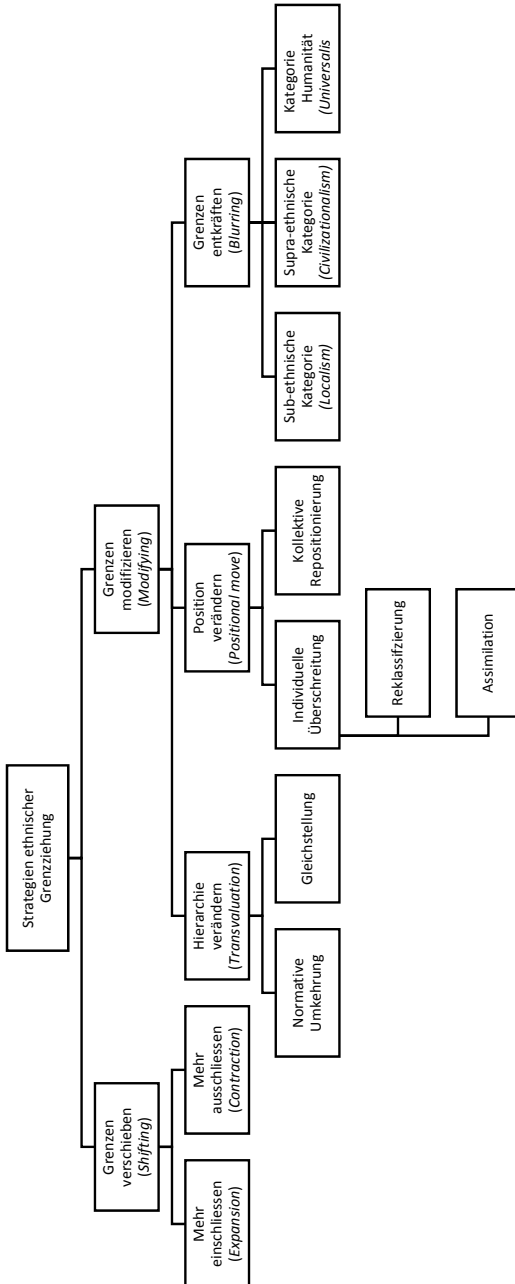 Strategien ethnischer
Grenzziehung
Grenzen
verschieben
(Shifting)
Grenzen
modifizieren
(Modifying)
Mehr
einschliessen
(Expansion)
Mehr
ausschliessen
(Contraction)
Hierarchie
verändern
(Transvaluation)
Position
verändern
(Positional move)
Grenzen
entkräften
(Blurring)
Normative
Umkehrung
Gleichstellung
Individuelle
Überschreitung
Kollektive
Repositionierung
Sub-ethnische
Kategorie
(Localism)
Supra-ethnische
Kategorie
(Civilizationalism)
Kategorie
Humanität
(Universalis
Reklassifzierung
Assimilation